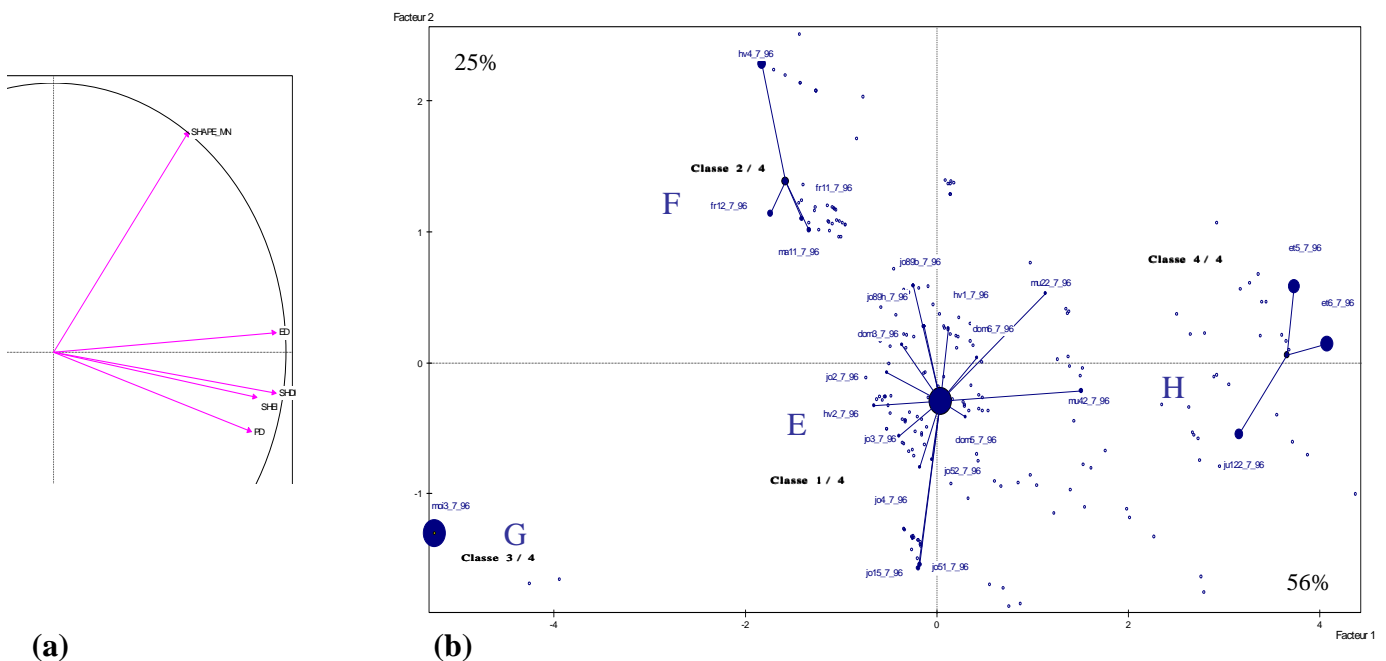 SHAPE_MN
ED
SHDI
SHEI
PD
(a)
Facteur 2
25%
hv4_7_96
2
Classe 2 / 4
F
fr11_7_96
fr12_7_96
1
ma11_7_96
Classe 4 / 4
et5_7_96
jo89b_7_96
mu22_7_96
jo89h_7_96
hv1_7_96
et6_7_96
dom3_7_96
dom6_7_96
0
jo2_7_96
H
mu42_7_96
hv2_7_96
E
jo3_7_96
dom5_7_96
ju122_7_96
jo52_7_96
Classe 1 / 4
-1
jo4_7_96
moi3_7_96
G
Classe 3 / 4
jo15_7_96
jo51_7_96
56%
-4
-2
0
2
4
Facteur 1
(b)